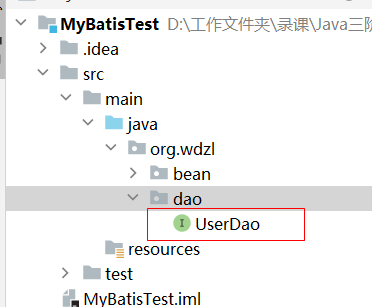 MyBatisTest D:\工作文件夹\录课\Java三阶
.idea
src
main
java
org.wdzl
bean
dao
I UserDao
resources
test
MyBatisTest.iml